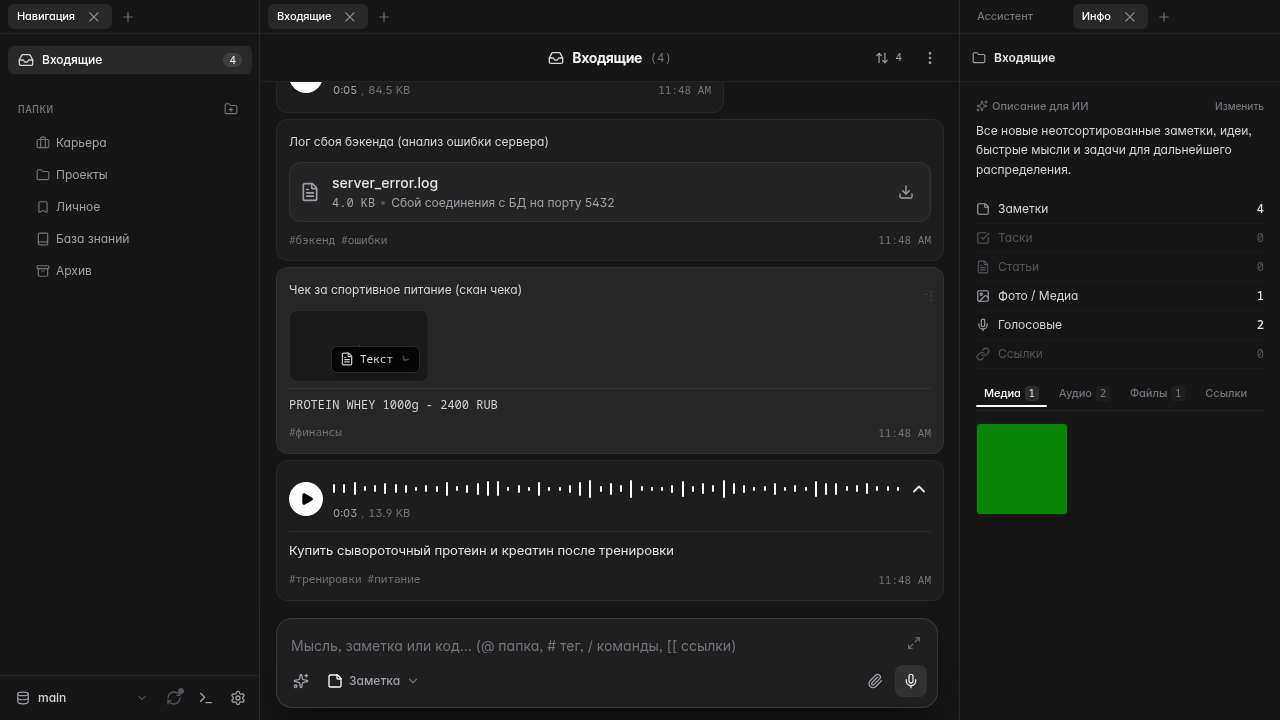 Навигация
Входящие
Ассистент
Инфо
Входящие 4
Входящие (4)
4
Входящие
ПАПКИ
Карьера
Проекты
Личное
База знаний
Архив
main
0:05 , 84.5 KB
11:48 AM
Лог сбоя бэкенда (анализ ошибки сервера)
server_error.log
4.0 KB • Сбой соединения с БД на порту 5432
#бэкенд #ошибки
11:48 AM
Чек за спортивное питание (скан чека)
Текст
PROTEIN WHEY 1000g - 2400 RUB
#финансы
11:48 AM
0:03 , 13.9 KB
Купить сывороточный протеин и креатин после тренировки
#тренировки #питание
11:48 AM
Мысль, заметка или код... (@ папка, # тег, / команды, [[ ссылки)
Заметка
Описание для ИИ
Изменить
Все новые неотсортированные заметки, идеи,
быстрые мысли и задачи для дальнейшего
распределения.
Заметки 4
Таски 0
Статьи 0
Фото / Медиа 1
Голосовые 2
Ссылки 0
Медиа 1 Аудио 2 Файлы 1 Ссылки